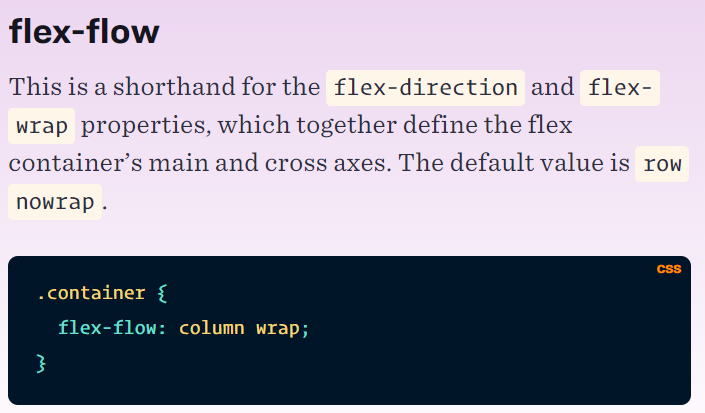 flex-flow
This is a shorthand for the flex-direction and flex-
wrap properties, which together define the flex
container’s main and cross axes. The default value is row
nowrap.
CSS
.container {
  flex-flow: column wrap;
}